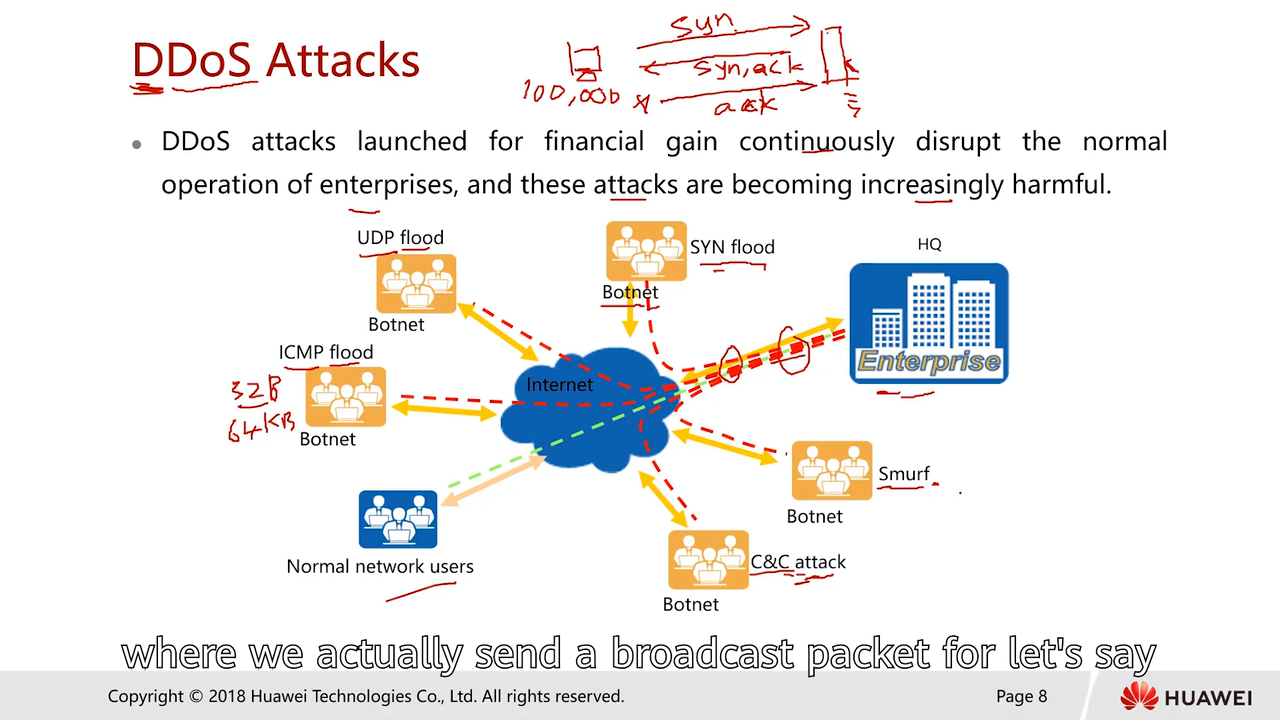 DDoS Attacks
Syn
Syn, ack
100,000
ack
• DDoS attacks launched for financial gain continuously disrupt the normal
operation of enterprises, and these attacks are becoming increasingly harmful.
UDP flood
Botnet
SYN flood
Botnet
HQ
Enterprise
ICMP flood
32B
64KB
Botnet
Internet
Smurf
Botnet
Normal network users
C&C attack
Botnet
where we actually send a broadcast packet for let's say
Copyright © 2018 Huawei Technologies Co., Ltd. All rights reserved.
Page 8
HUAWEI